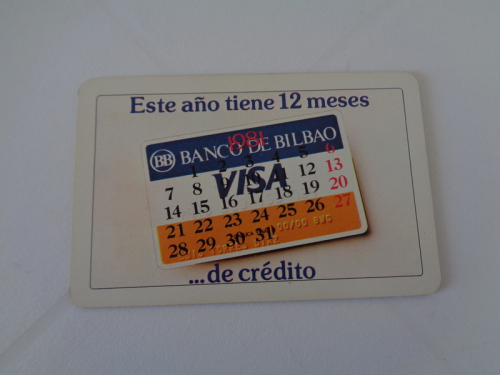 Este año tiene 12 meses
1981
BB BANCO DE BILBAO
VISA
1 2 3 4 5 6
7 8 9 10 11 12 13
14 15 16 17 18 19 20
21 22 23 24 25 26 27
28 29 30 31
00/00
...de crédito